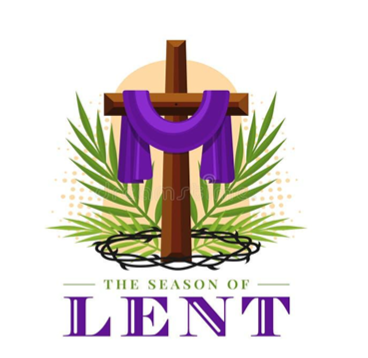 THE SEASON OF
LENT